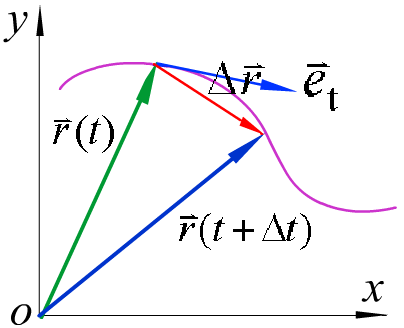 y
Δr⃗
e⃗ₜ
r⃗(t)
r⃗(t + Δt)
x
o